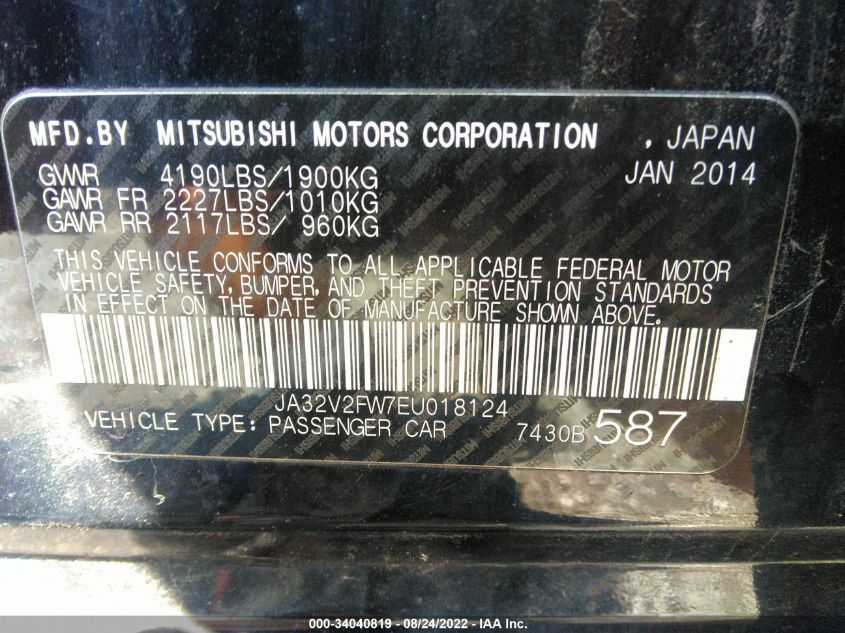 MFD.BY MITSUBISHI MOTORS CORPORATION , JAPAN
JAN 2014
GVWR 4190LBS/1900KG
GAWR FR 2227LBS/1010KG
GAWR RR 2117LBS/ 960KG
THIS VEHICLE CONFORMS TO ALL APPLICABLE FEDERAL MOTOR
VEHICLE SAFETY, BUMPER, AND THEFT PREVENTION STANDARDS
IN EFFECT ON THE DATE OF MANUFACTURE SHOWN ABOVE.
JA32V2FW7EU018124
VEHICLE TYPE: PASSENGER CAR 7430B 587
000-34040819 - 08/24/2022 - IAA Inc.